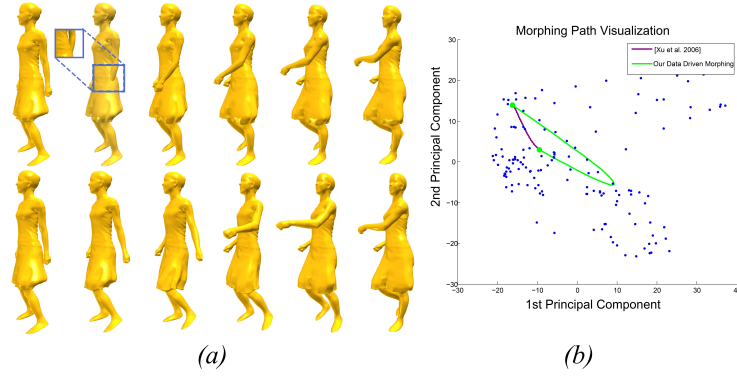 Morphing Path Visualization
[Xu et al. 2006]
Our Data Driven Morphing
30
20
10
0
-10
-20
-30
2nd Principal Component
-30
-20
-10
0
10
20
30
40
1st Principal Component
(a)
(b)